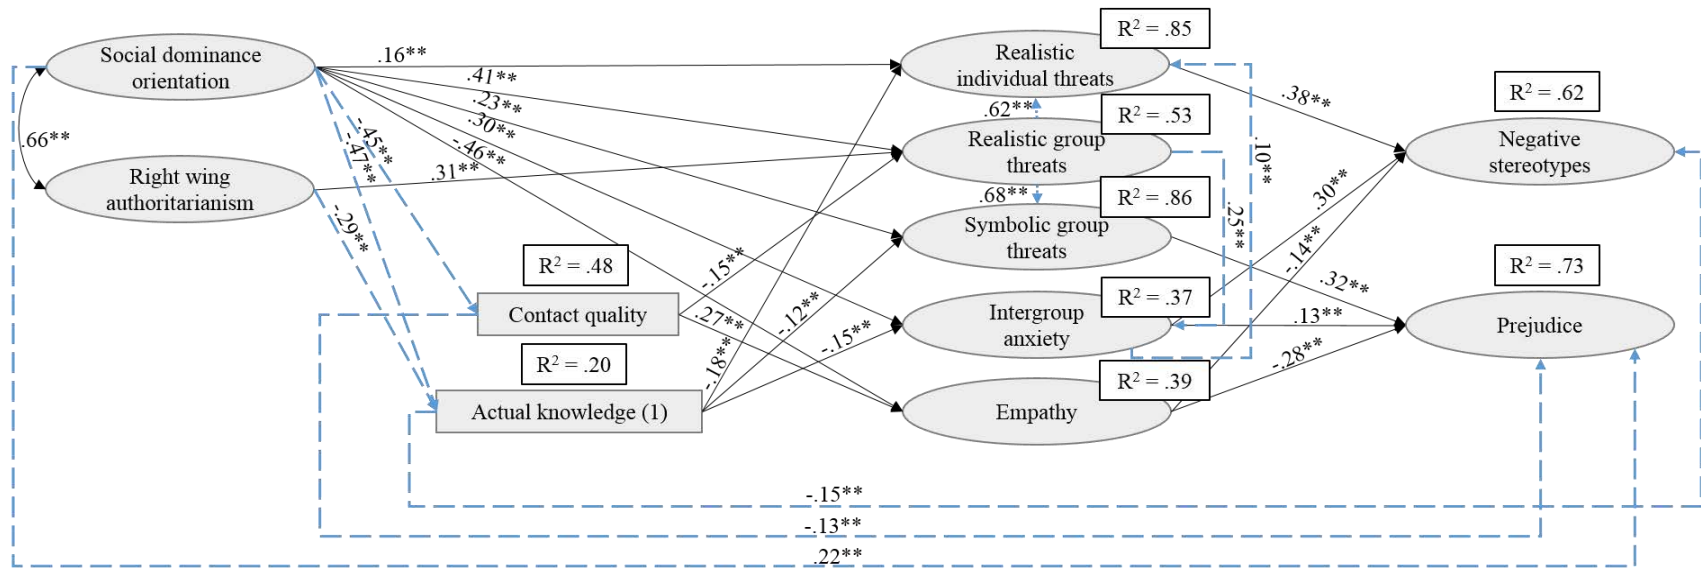 Social dominance
orientation
Right wing
authoritarianism
.66**
.16**
.41**
.23**
.30**
-.46**
.31**
-.45**
-.47**
-.29**
R² = .48
Contact quality
R² = .20
Actual knowledge (1)
-.15**
.27**
-.18**
-.12**
-.15**
R² = .85
Realistic
individual threats
.62**
R² = .53
Realistic group
threats
.68**
R² = .86
Symbolic group
threats
R² = .37
Intergroup
anxiety
R² = .39
Empathy
.10**
.25**
.38**
.30**
-.14**
.32**
.13**
-.28**
R² = .62
Negative
stereotypes
R² = .73
Prejudice
-.15**
-.13**
.22**